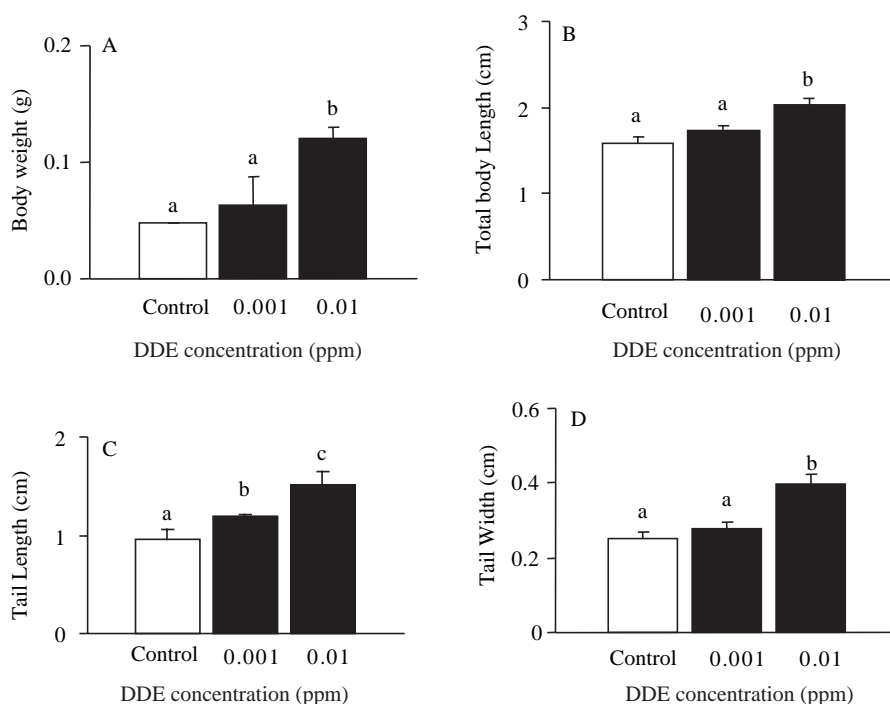 A
Body weight (g)
0.2
0.1
0.0
a
a
b
Control 0.001 0.01
DDE concentration (ppm)
B
Total body Length (cm)
3
2
1
0
a
a
b
Control 0.001 0.01
DDE concentration (ppm)
C
Tail Length (cm)
2
1
0
a
b
c
Control 0.001 0.01
DDE concentration (ppm)
D
Tail Width (cm)
0.6
0.4
0.2
0
a
a
b
Control 0.001 0.01
DDE concentration (ppm)